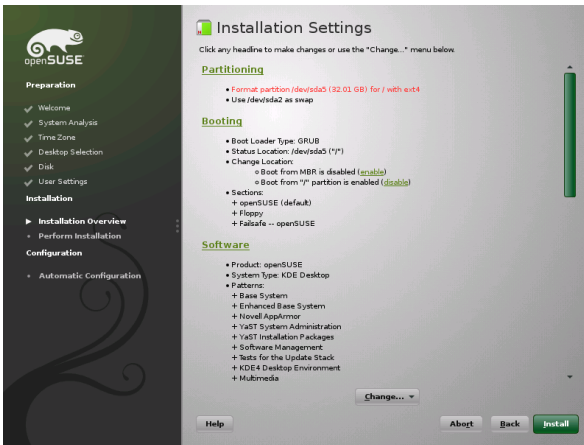 openSUSE
Preparation
Welcome
System Analysis
Time Zone
Desktop Selection
Disk
User Settings
Installation
Installation Overview
Perform Installation
Configuration
Automatic Configuration
Installation Settings
Click any headline to make changes or use the "Change..." menu below.
Partitioning
• Format partition /dev/sda5 (32.01 GB) for / with ext4
• Use /dev/sda2 as swap
Booting
• Boot Loader Type: GRUB
• Status Location: /dev/sda5 ("/")
• Change Location:
o Boot from MBR is disabled (enable)
o Boot from "/" partition is enabled (disable)
• Sections:
+ openSUSE (default)
+ Floppy
+ Failsafe -- openSUSE
Software
• Product: openSUSE
• System Type: KDE Desktop
• Patterns:
+ Base System
+ Enhanced Base System
+ Novell AppArmor
+ YaST System Administration
+ YaST Installation Packages
+ Software Management
+ Tests for the Update Stack
+ KDE4 Desktop Environment
+ Multimedia
Change...
Help
Abort
Back
Install